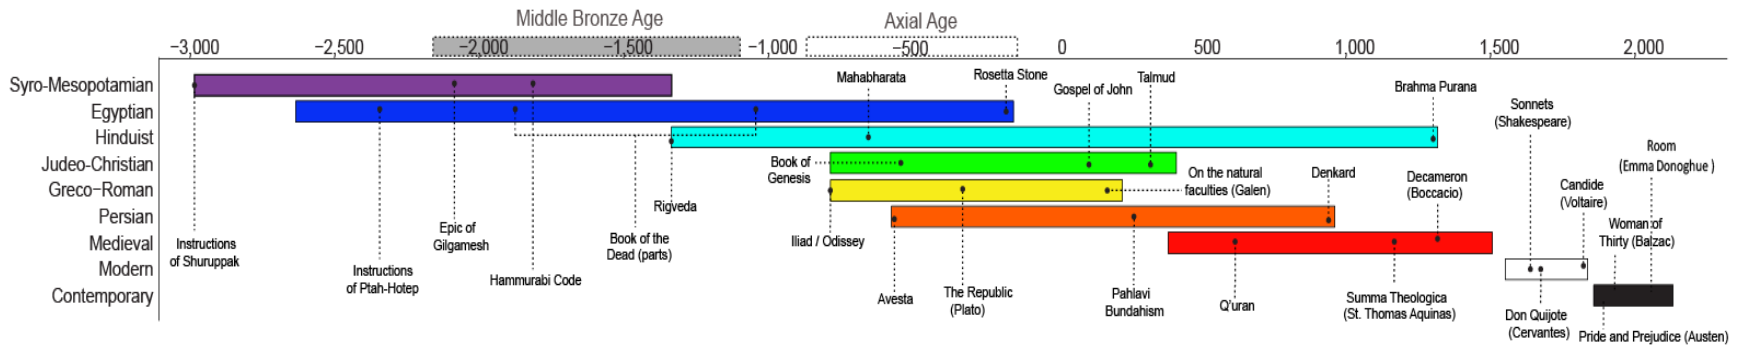 Middle Bronze Age
Axial Age
−3,000
−2,500
−2,000
−1,500
−1,000
−500
0
500
1,000
1,500
2,000
Syro-Mesopotamian
Egyptian
Hinduist
Judeo-Christian
Greco−Roman
Persian
Medieval
Modern
Contemporary
Mahabharata
Rosetta Stone
Gospel of John
Talmud
Brahma Purana
Sonnets
(Shakespeare)
Room
(Emma Donoghue )
Book of
Genesis
On the natural
faculties (Galen)
Denkard
Decameron
(Boccacio)
Candide
(Voltaire)
Woman of
Thirty (Balzac)
Instructions
of Shuruppak
Instructions
of Ptah-Hotep
Epic of
Gilgamesh
Hammurabi Code
Book of the
Dead (parts)
Rigveda
Iliad / Odissey
Avesta
The Republic
(Plato)
Pahlavi
Bundahism
Q'uran
Summa Theologica
(St. Thomas Aquinas)
Don Quijote
(Cervantes)
Pride and Prejudice (Austen)